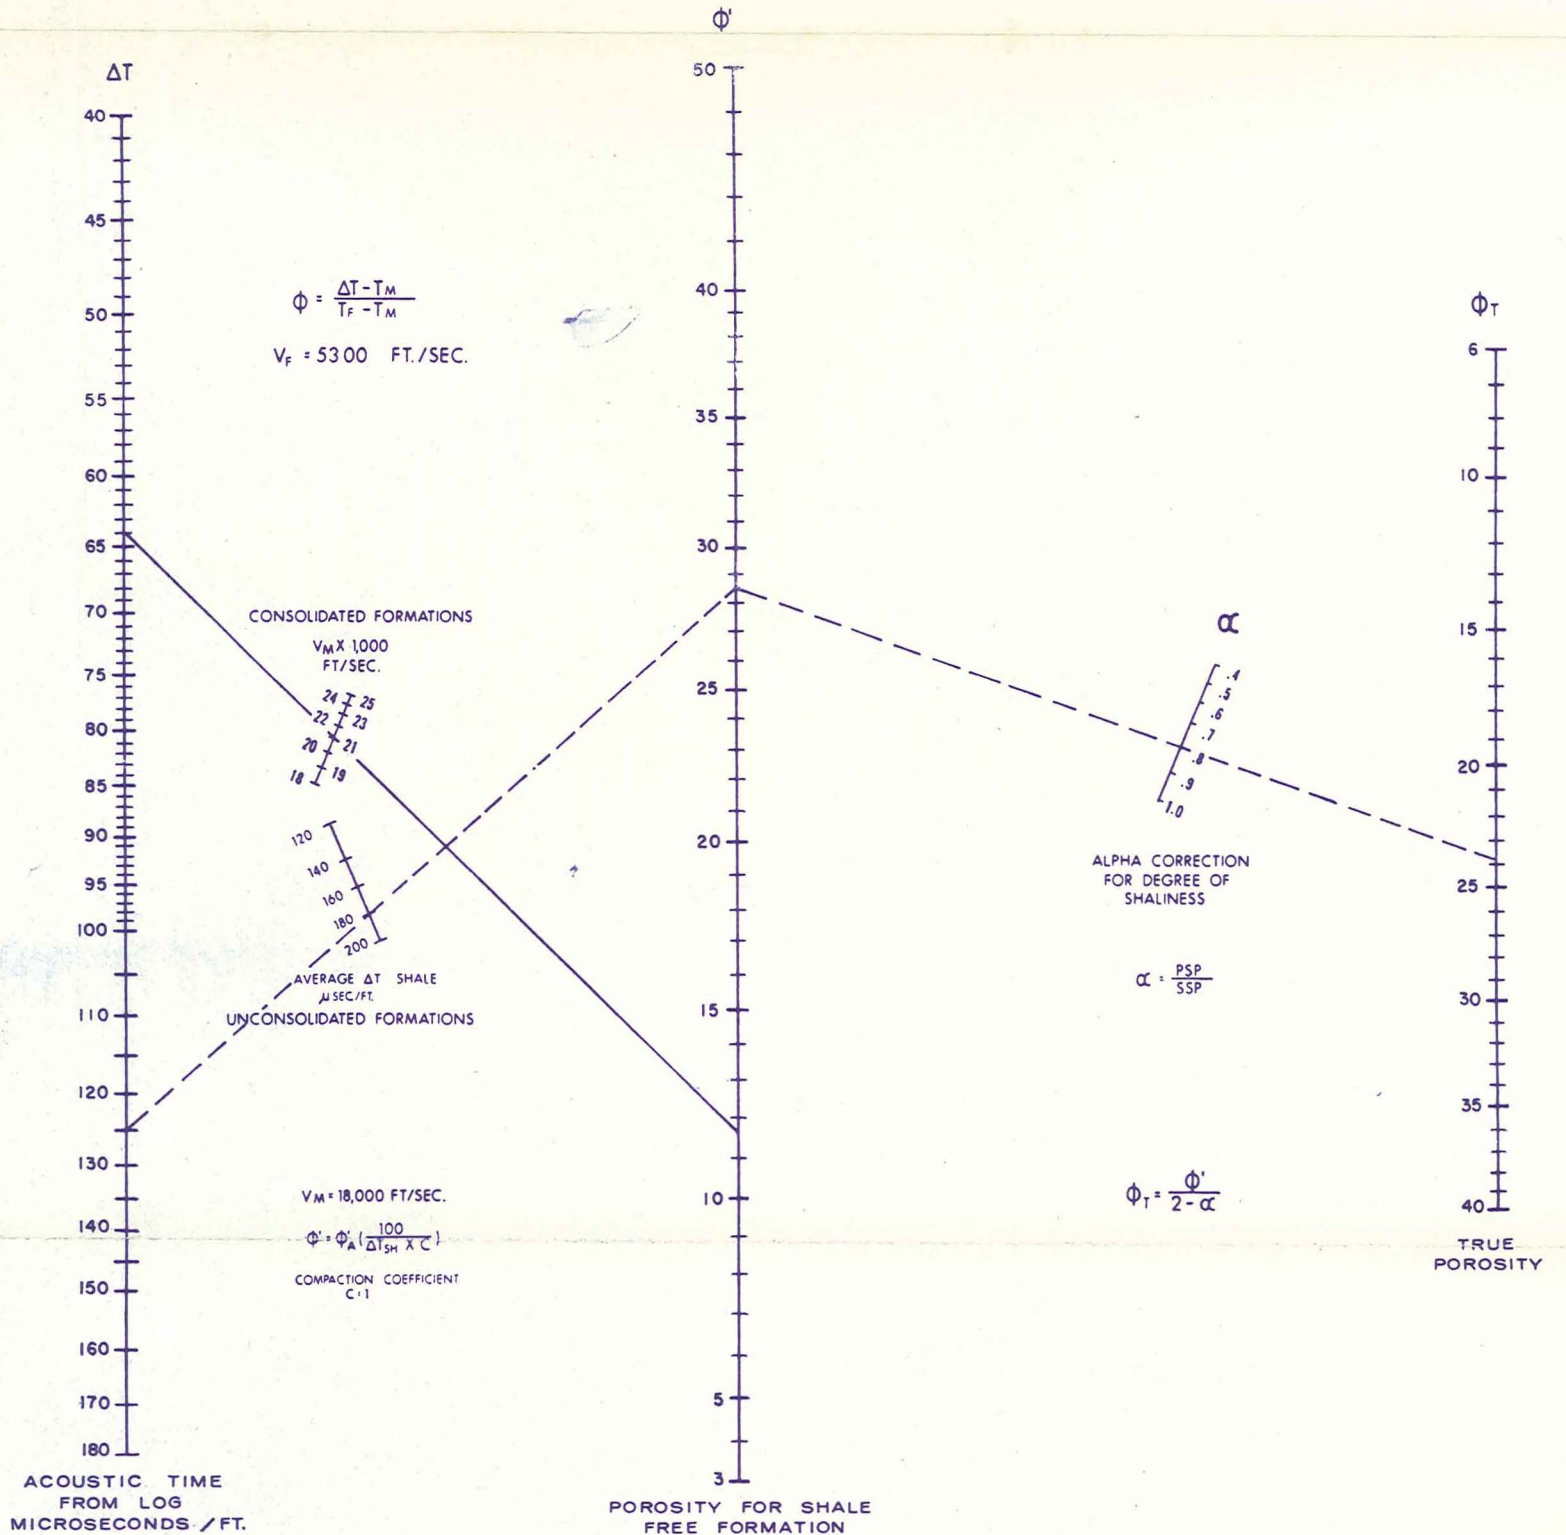 ΔT
40
45
50
55
60
65
70
75
80
85
90
95
100
110
120
130
140
150
160
170
180
ACOUSTIC TIME
FROM LOG
MICROSECONDS / FT.
ϕ = ΔT - TM / TF - TM
VF = 5300 FT./SEC.
CONSOLIDATED FORMATIONS
VM X 1,000
FT/SEC.
24 25
22 23
20 21
18 19
120
140
160
180
200
AVERAGE ΔT SHALE
μ SEC/FT.
UNCONSOLIDATED FORMATIONS
VM = 18,000 FT/SEC.
ϕ' = ϕ'A ( 100 / ΔTSH X C )
COMPACTION COEFFICIENT
C = 1
ϕ'
50
40
35
30
25
20
15
10
5
3
POROSITY FOR SHALE
FREE FORMATION
α
.4
.5
.6
.7
.8
.9
1.0
ALPHA CORRECTION
FOR DEGREE OF
SHALINESS
α = PSP / SSP
ϕT = ϕ' / 2 - α
ϕT
6
10
15
20
25
30
35
40
TRUE
POROSITY